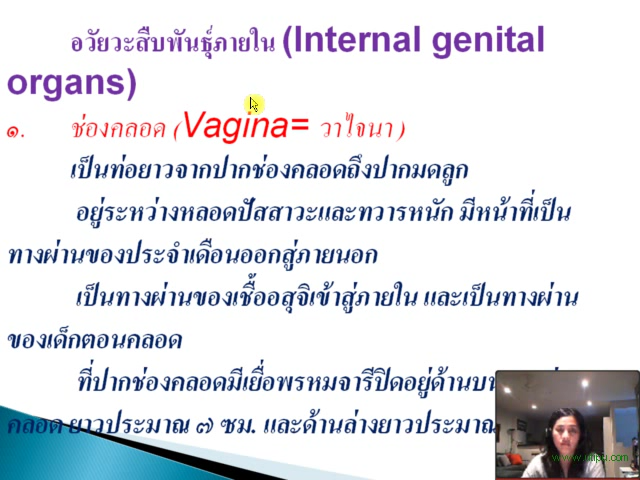 อวัยวะสืบพันธุ์ภายใน (Internal genital
organs)
๑. ช่องคลอด (Vagina= วาไจนา)
เป็นท่อยาวจากปากช่องคลอดถึงปากมดลูก
อยู่ระหว่างหลอดปัสสาวะและทวารหนัก มีหน้าที่เป็น
ทางผ่านของประจำเดือนออกสู่ภายนอก
เป็นทางผ่านของเชื้ออสุจิเข้าสู่ภายใน และเป็นทางผ่าน
ของเด็กตอนคลอด
ที่ปากช่องคลอดมีเยื่อพรหมจารีปิดอยู่ด้าน
คลอด ยาวประมาณ ๗ ซม. และด้านล่างยาวประมาณ